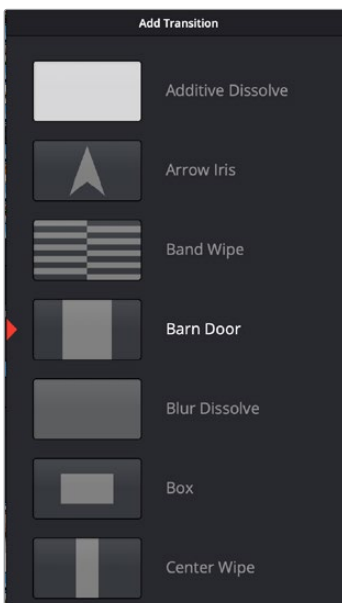 Add Transition
Additive Dissolve
Arrow Iris
Band Wipe
Barn Door
Blur Dissolve
Box
Center Wipe